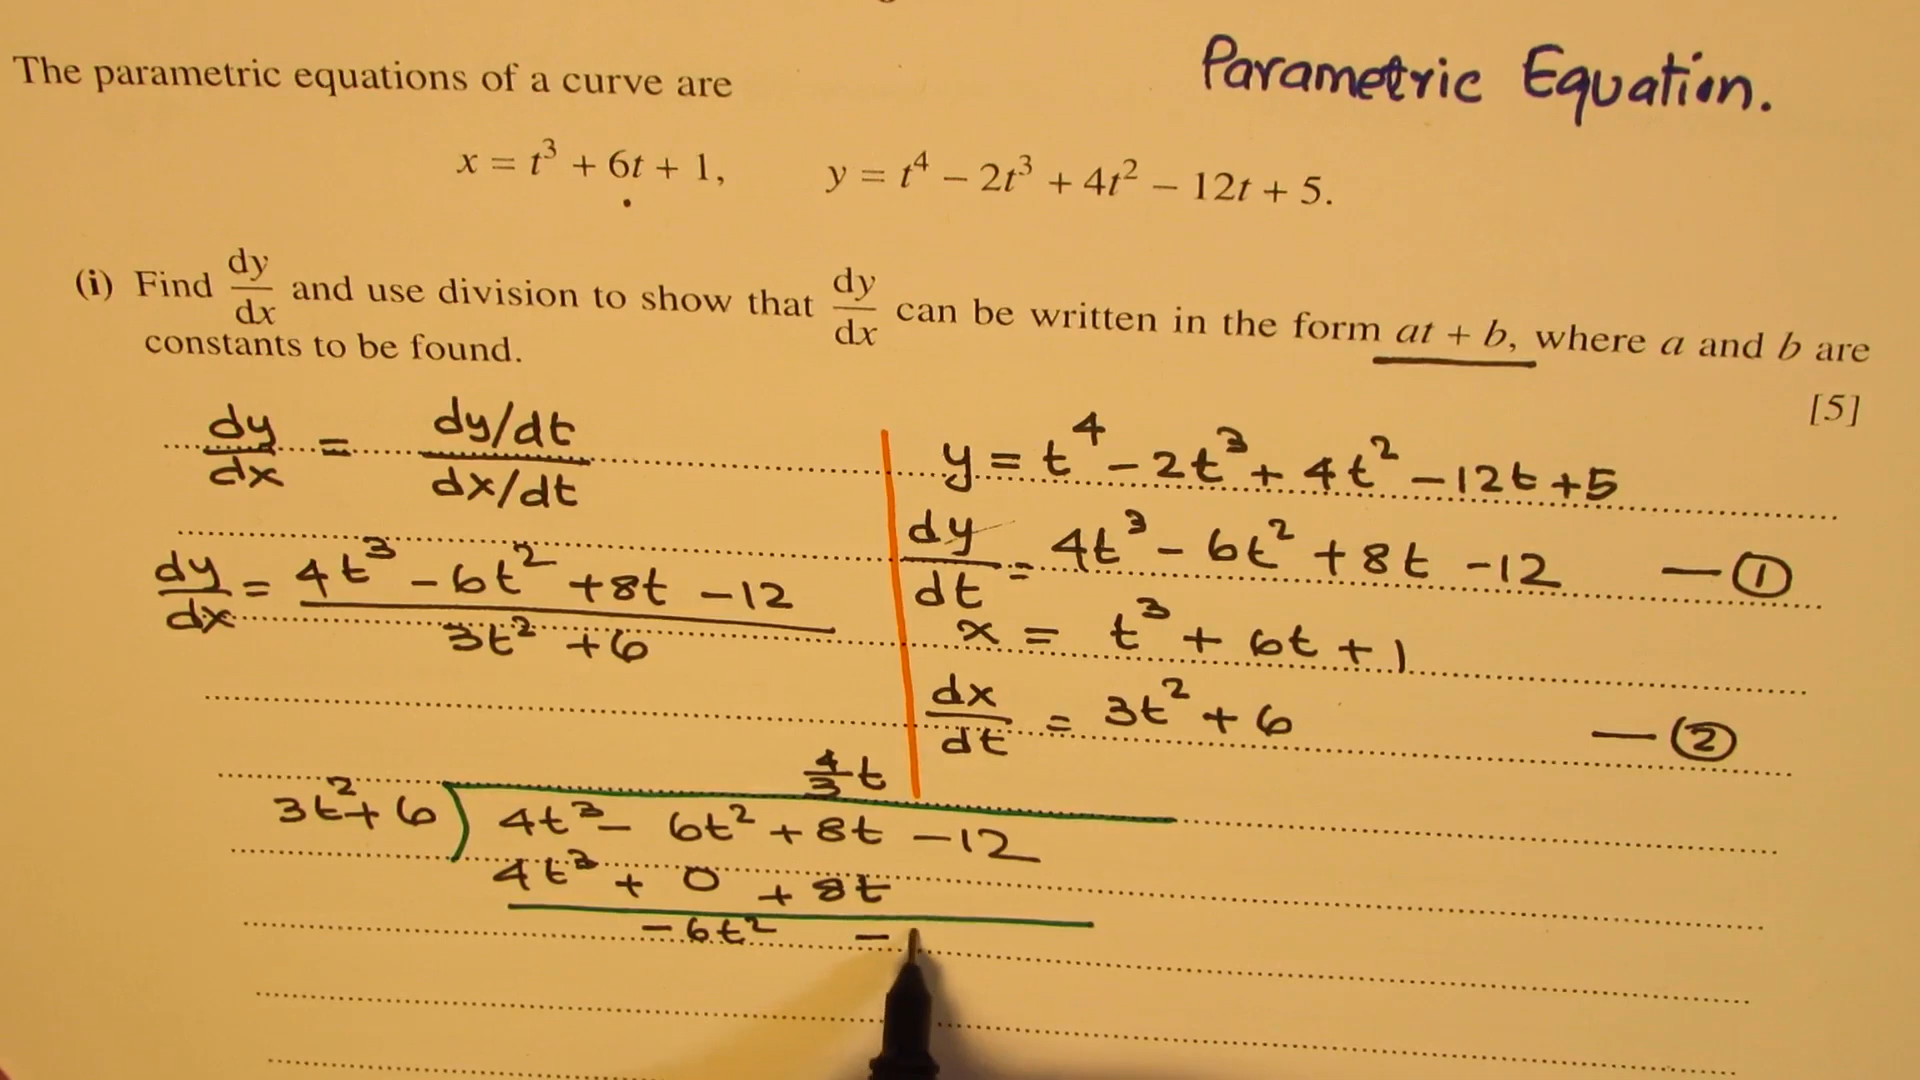 Parametric Equation.
The parametric equations of a curve are
x = t³ + 6t + 1, y = t⁴ − 2t³ + 4t² − 12t + 5.
(i) Find dy/dx and use division to show that dy/dx can be written in the form at + b, where a and b are
constants to be found.
[5]
dy/dx = (dy/dt)/(dx/dt)
dy/dx = (4t³ − 6t² + 8t − 12)/(3t² + 6)
y = t⁴ − 2t³ + 4t² − 12t + 5
dy/dt = 4t³ − 6t² + 8t − 12 — ①
x = t³ + 6t + 1
dx/dt = 3t² + 6 — ②
4/3 t
3t² + 6 ) 4t³ − 6t² + 8t − 12
4t³ + 0 + 8t
− 6t² −